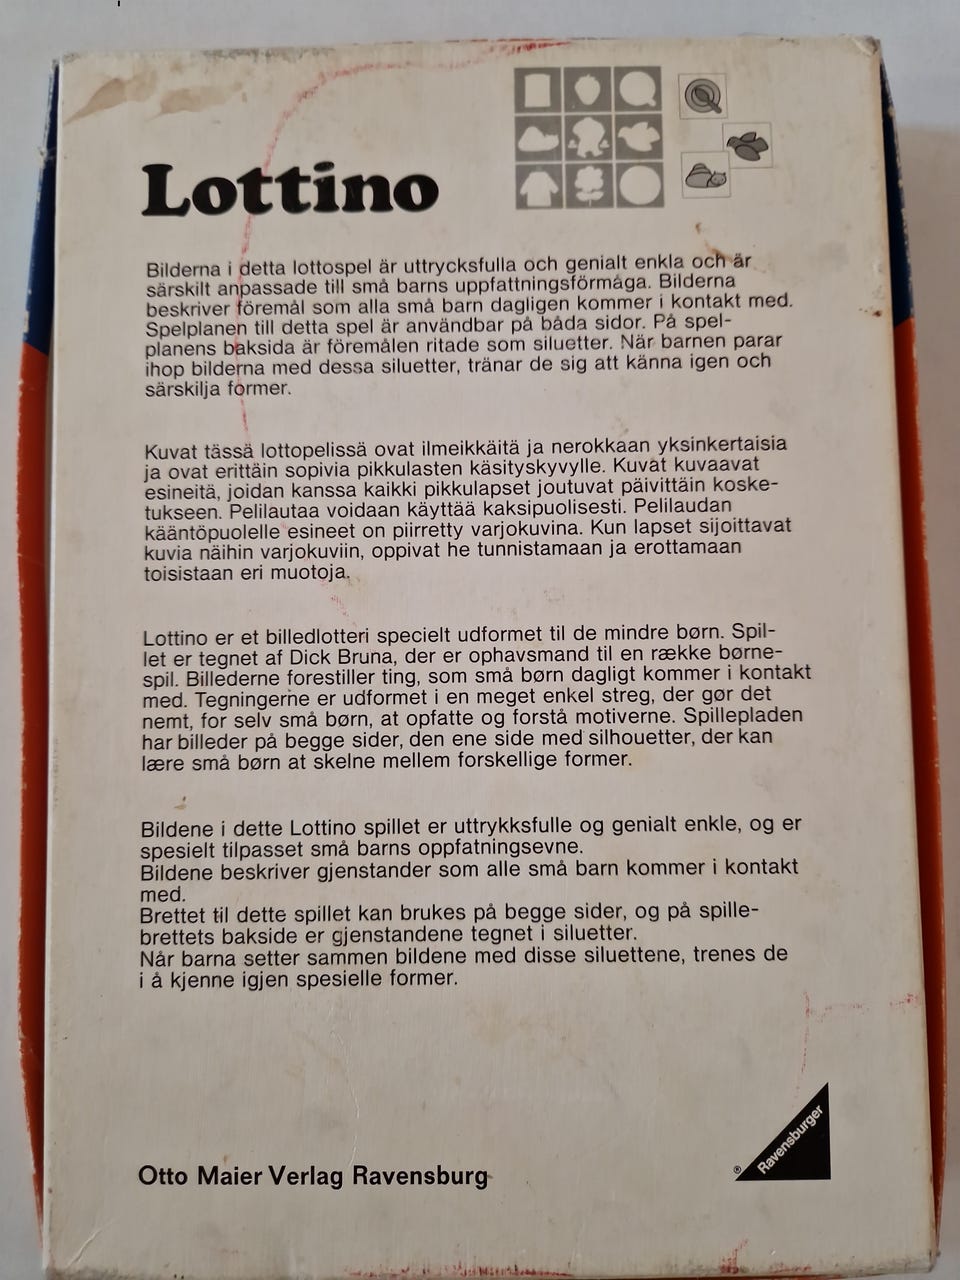 Lottino
Bilderna i detta lottospel är uttrycksfulla och genialt enkla och är
särskilt anpassade till små barns uppfattningsförmåga. Bilderna
beskriver föremål som alla små barn dagligen kommer i kontakt med.
Spelplanen till detta spel är användbar på båda sidor. På spel-
planens baksida är föremålen ritade som siluetter. När barnen parar
ihop bilderna med dessa siluetter, tränar de sig att känna igen och
särskilja former.
Kuvat tässä lottopelissä ovat ilmeikkäitä ja nerokkaan yksinkertaisia
ja ovat erittäin sopivia pikkulasten käsityskyvylle. Kuvat kuvaavat
esineitä, joidan kanssa kaikki pikkulapset joutuvat päivittäin koske-
tukseen. Pelilautaa voidaan käyttää kaksipuolisesti. Pelilaudan
kääntöpuolelle esineet on piirretty varjokuvina. Kun lapset sijoittavat
kuvia näihin varjokuviin, oppivat he tunnistamaan ja erottamaan
toisistaan eri muotoja.
Lottino er et billedlotteri specielt udformet til de mindre børn. Spil-
let er tegnet af Dick Bruna, der er ophavsmand til en række børne-
spil. Billederne forestiller ting, som små børn dagligt kommer i kontakt
med. Tegningerne er udformet i en meget enkel streg, der gør det
nemt, for selv små børn, at opfatte og forstå motiverne. Spillepladen
har billeder på begge sider, den ene side med silhouetter, der kan
lære små børn at skelne mellem forskellige former.
Bildene i dette Lottino spillet er uttrykksfulle og genialt enkle, og er
spesielt tilpasset små barns oppfatningsevne.
Bildene beskriver gjenstander som alle små barn kommer i kontakt
med.
Brettet til dette spillet kan brukes på begge sider, og på spille-
brettets bakside er gjenstandene tegnet i siluetter.
Når barna setter sammen bildene med disse siluettene, trenes de
i å kjenne igjen spesielle former.
Otto Maier Verlag Ravensburg
® Ravensburger